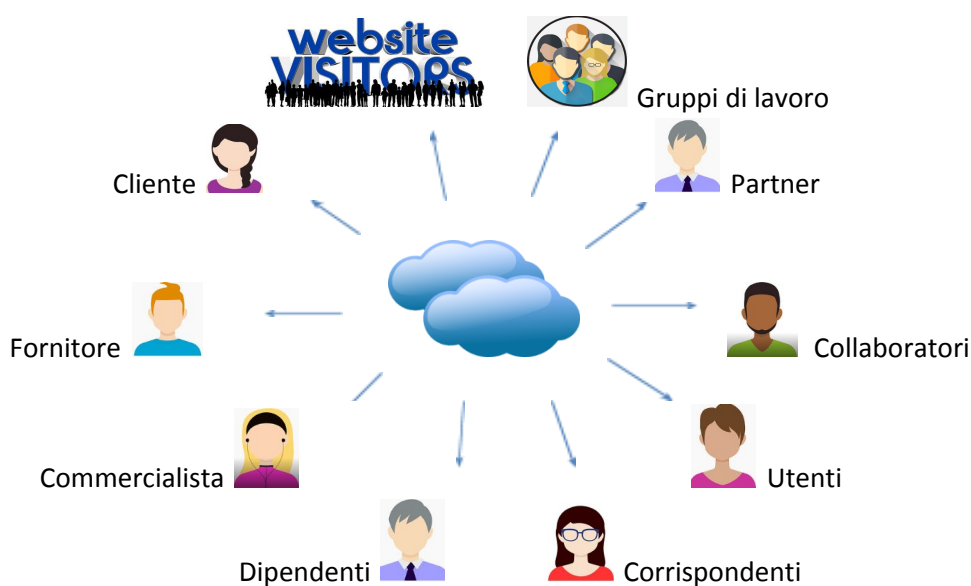 website
VISITORS
Gruppi di lavoro
Cliente
Partner
Fornitore
Collaboratori
Commercialista
Utenti
Dipendenti
Corrispondenti